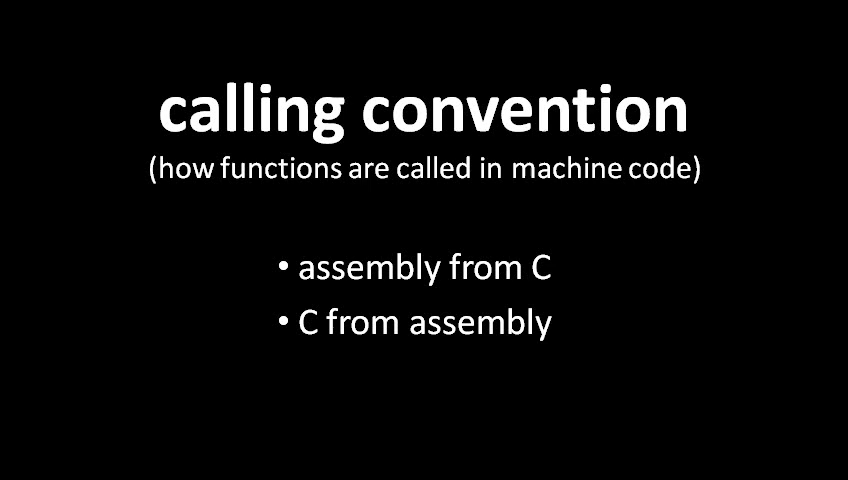 calling convention
(how functions are called in machine code)
• assembly from C
• C from assembly